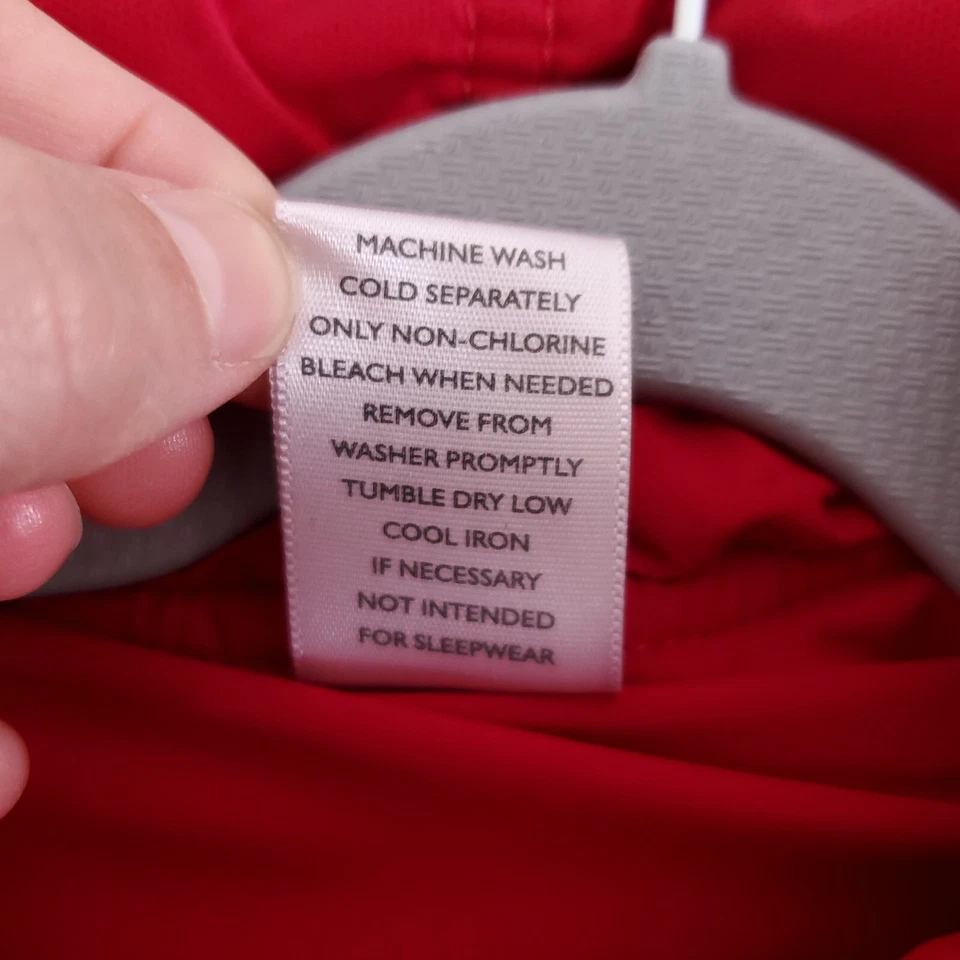 MACHINE WASH
COLD SEPARATELY
ONLY NON-CHLORINE
BLEACH WHEN NEEDED
REMOVE FROM
WASHER PROMPTLY
TUMBLE DRY LOW
COOL IRON
IF NECESSARY
NOT INTENDED
FOR SLEEPWEAR